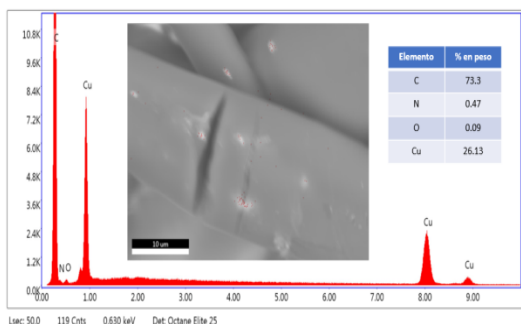 10.8K
9.6K
8.4K
7.2K
6.0K
4.8K
3.6K
2.4K
1.2K
0.0K
C
Cu
N
O
Cu
Cu
10 um
Elemento % en peso
C 73.3
N 0.47
O 0.09
Cu 26.13
0.00 1.00 2.00 3.00 4.00 5.00 6.00 7.00 8.00 9.00
Lsec: 50.0 119 Cnts 0.630 keV Det: Octane Elite 25